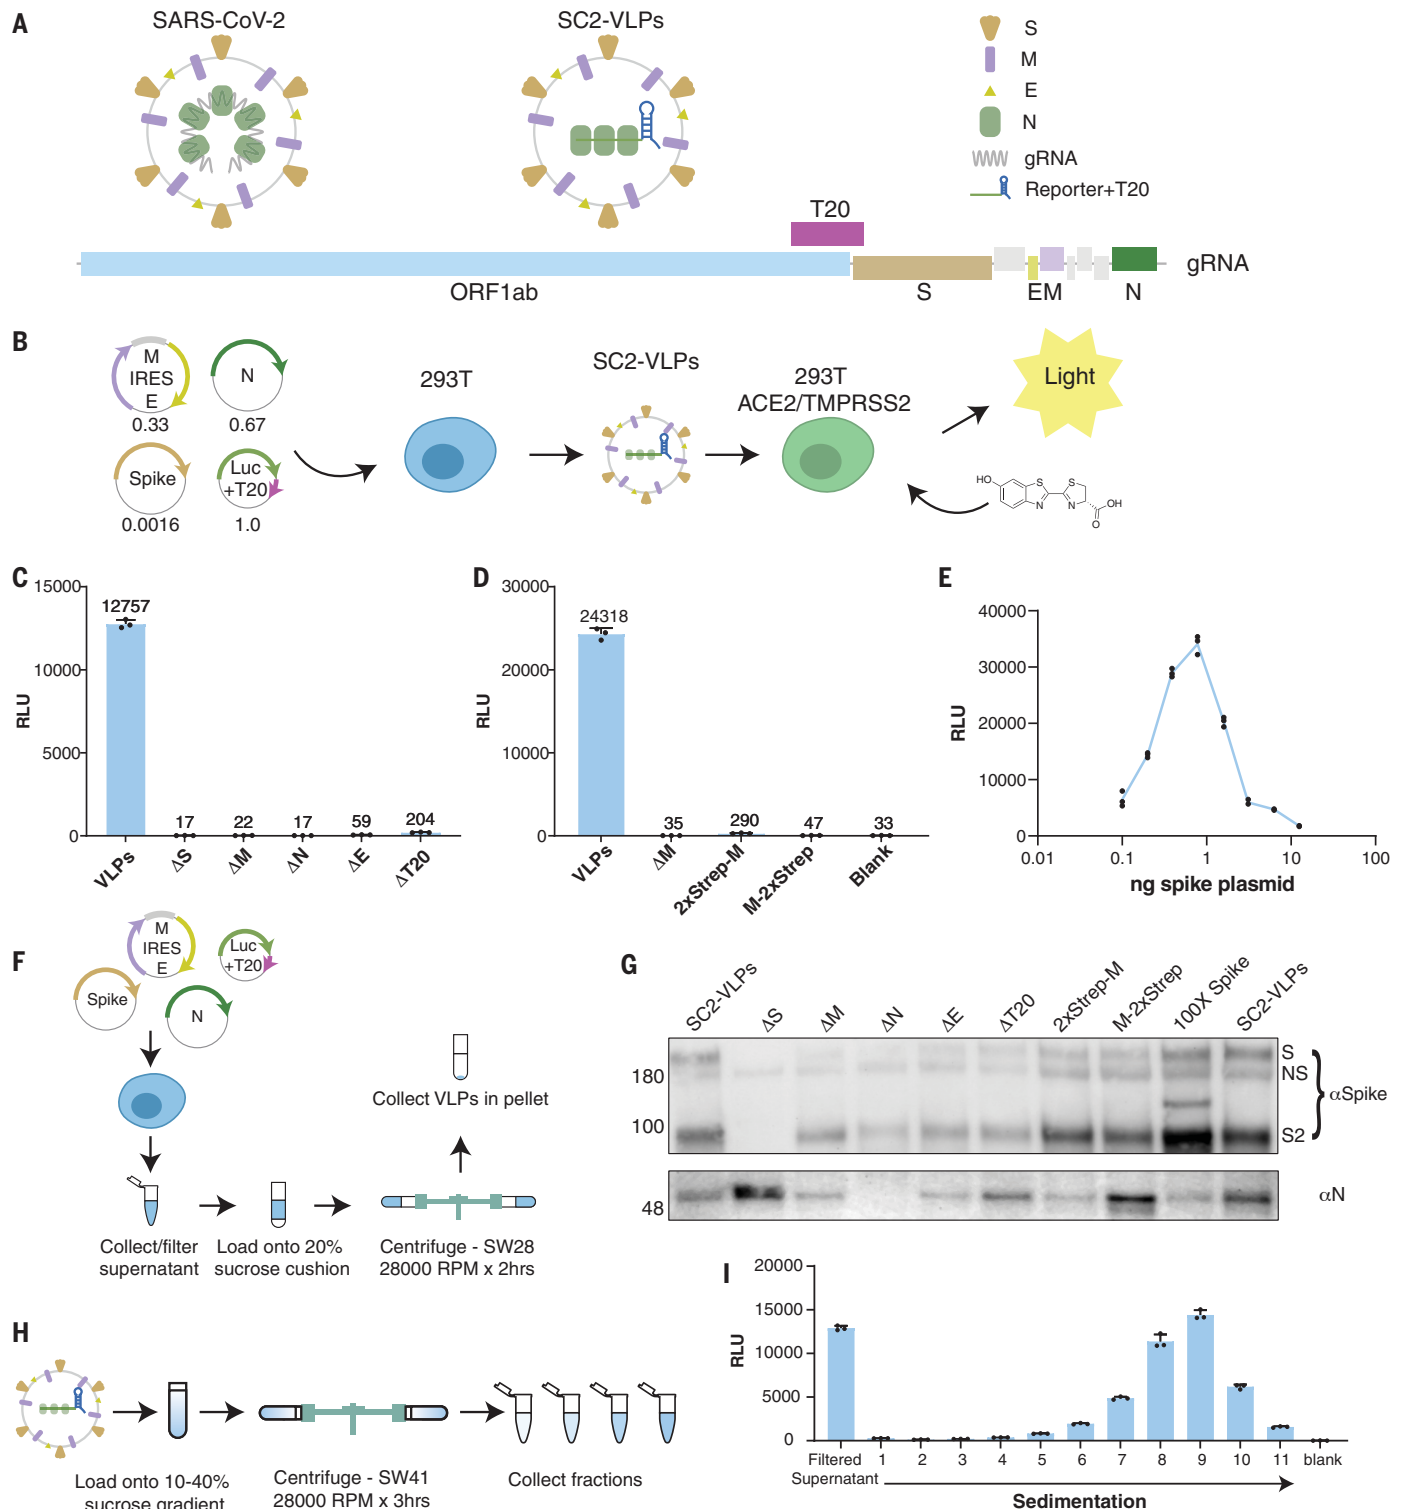 A
SARS-CoV-2
SC2-VLPs
S
M
E
N
gRNA
Reporter+T20
T20
gRNA
ORF1ab
S
EM
N
B
M
IRES
E
0.33
N
0.67
Spike
0.0016
Luc
+T20
1.0
293T
SC2-VLPs
293T
ACE2/TMPRSS2
Light
HO
S
N
S
N
OH
O
C
15000
10000
5000
0
RLU
12757
17
22
17
59
204
VLPs
ΔS
ΔM
ΔN
ΔE
ΔT20
D
30000
20000
10000
0
RLU
24318
35
290
47
33
VLPs
ΔM
2xStrep-M
M-2xStrep
Blank
E
40000
30000
20000
10000
0
RLU
0.01
0.1
1
10
100
ng spike plasmid
F
M
IRES
E
Luc
+T20
Spike
N
Collect VLPs in pellet
Collect/filter
supernatant
Load onto 20%
sucrose cushion
Centrifuge - SW28
28000 RPM x 2hrs
G
SC2-VLPs
ΔS
ΔM
ΔN
ΔE
ΔT20
2xStrep-M
M-2xStrep
100X Spike
SC2-VLPs
180
100
48
S
NS
S2
αSpike
αN
H
Load onto 10-40%
sucrose gradient
Centrifuge - SW41
28000 RPM x 3hrs
Collect fractions
I
20000
15000
10000
5000
0
RLU
Filtered
Supernatant
1
2
3
4
5
6
7
8
9
10
11
blank
Sedimentation